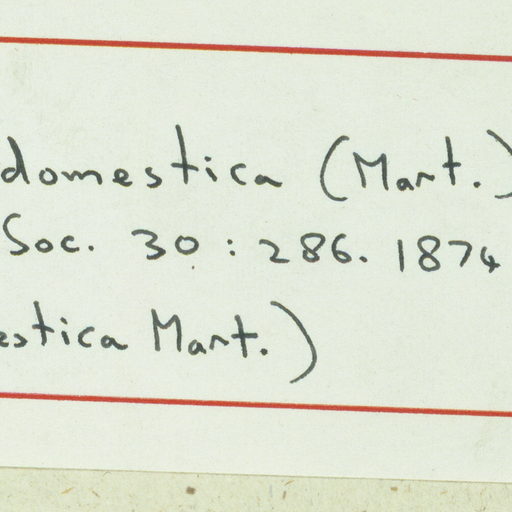 domestica (Mart.)
Soc. 30 : 286. 1874
estica Mart.)